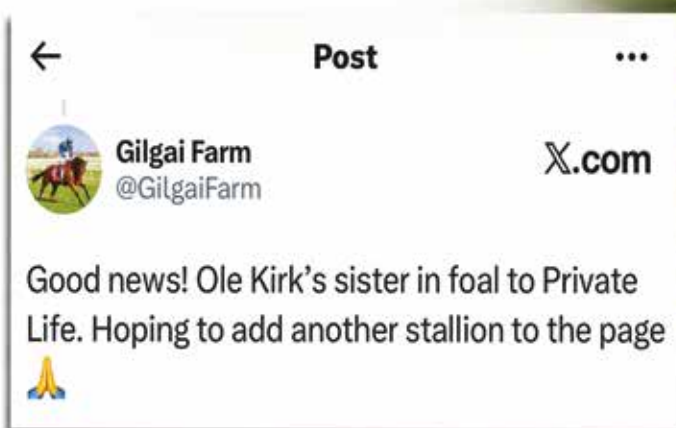 Post
Gilgai Farm
@GilgaiFarm
𝕏.com
Good news! Ole Kirk’s sister in foal to Private
Life. Hoping to add another stallion to the page
🙏